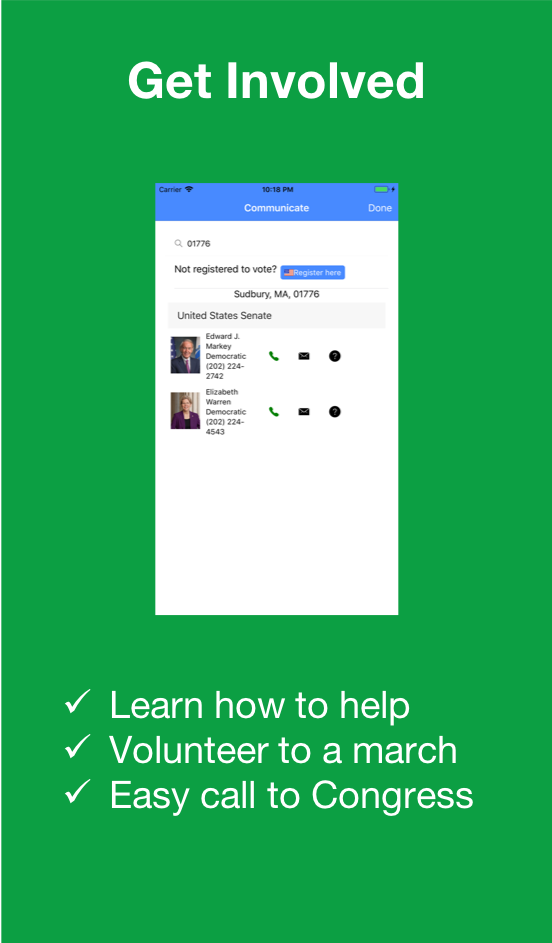 Get Involved
Carrier 10:18 PM
Communicate Done
01776
Not registered to vote? Register here
Sudbury, MA, 01776
United States Senate
Edward J.
Markey
Democratic
(202) 224-
2742
?
Elizabeth
Warren
Democratic
(202) 224-
4543
?
✓ Learn how to help
✓ Volunteer to a march
✓ Easy call to Congress